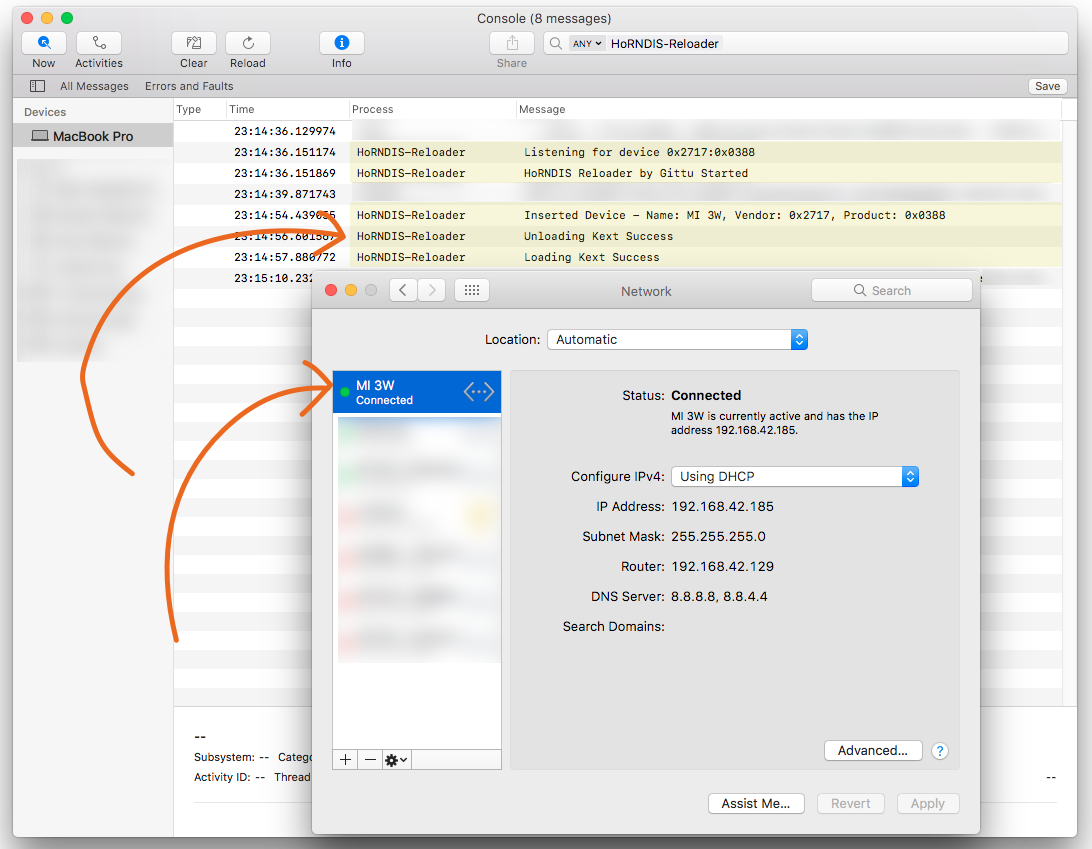 Console (8 messages)
Now Activities Clear Reload Info Share ANY HoRNDIS-Reloader
All Messages Errors and Faults Save
Devices
MacBook Pro
Type Time Process Message
23:14:36.129974
23:14:36.151174 HoRNDIS-Reloader Listening for device 0x2717:0x0388
23:14:36.151869 HoRNDIS-Reloader HoRNDIS Reloader by Gittu Started
23:14:39.871743
23:14:54.439055 HoRNDIS-Reloader Inserted Device - Name: MI 3W, Vendor: 0x2717, Product: 0x0388
23:14:56.601587 HoRNDIS-Reloader Unloading Kext Success
23:14:57.880772 HoRNDIS-Reloader Loading Kext Success
23:15:10.232
Network
Search
Location: Automatic
MI 3W
Connected
Status: Connected
MI 3W is currently active and has the IP
address 192.168.42.185.
Configure IPv4: Using DHCP
IP Address: 192.168.42.185
Subnet Mask: 255.255.255.0
Router: 192.168.42.129
DNS Server: 8.8.8.8, 8.8.4.4
Search Domains:
Advanced... ?
Assist Me... Revert Apply
--
Subsystem: -- Catego
Activity ID: -- Thread
--